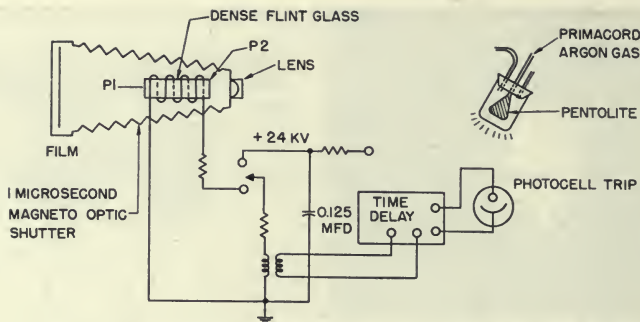 DENSE FLINT GLASS
P2
LENS
P1
FILM
1 MICROSECOND
MAGNETO OPTIC
SHUTTER
+24 KV
0.125
MFD
TIME
DELAY
PHOTOCELL TRIP
PRIMACORD
ARGON GAS
PENTOLITE